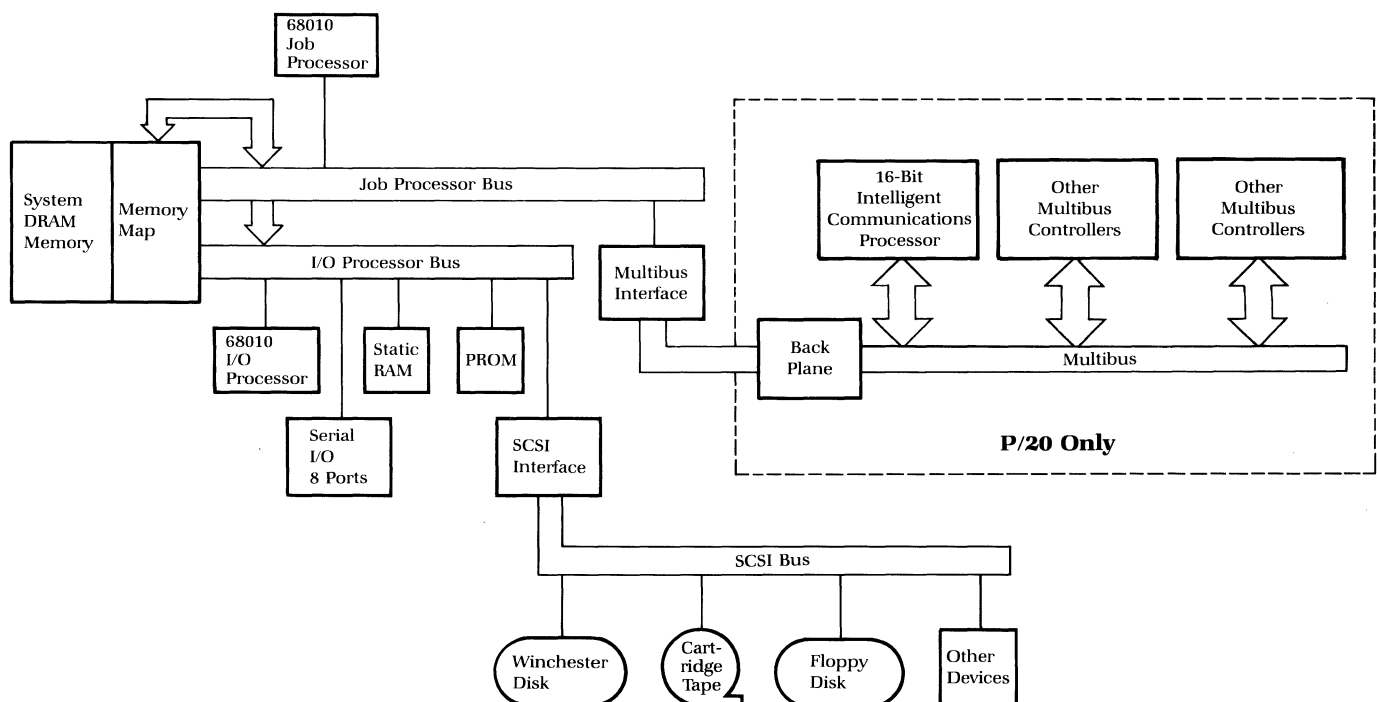 68010
Job
Processor
System
DRAM
Memory
Memory
Map
Job Processor Bus
I/O Processor Bus
68010
I/O
Processor
Static
RAM
PROM
Serial
I/O
8 Ports
SCSI
Interface
Multibus
Interface
16-Bit
Intelligent
Communications
Processor
Other
Multibus
Controllers
Other
Multibus
Controllers
Back
Plane
Multibus
P/20 Only
SCSI Bus
Winchester
Disk
Cart-
ridge
Tape
Floppy
Disk
Other
Devices